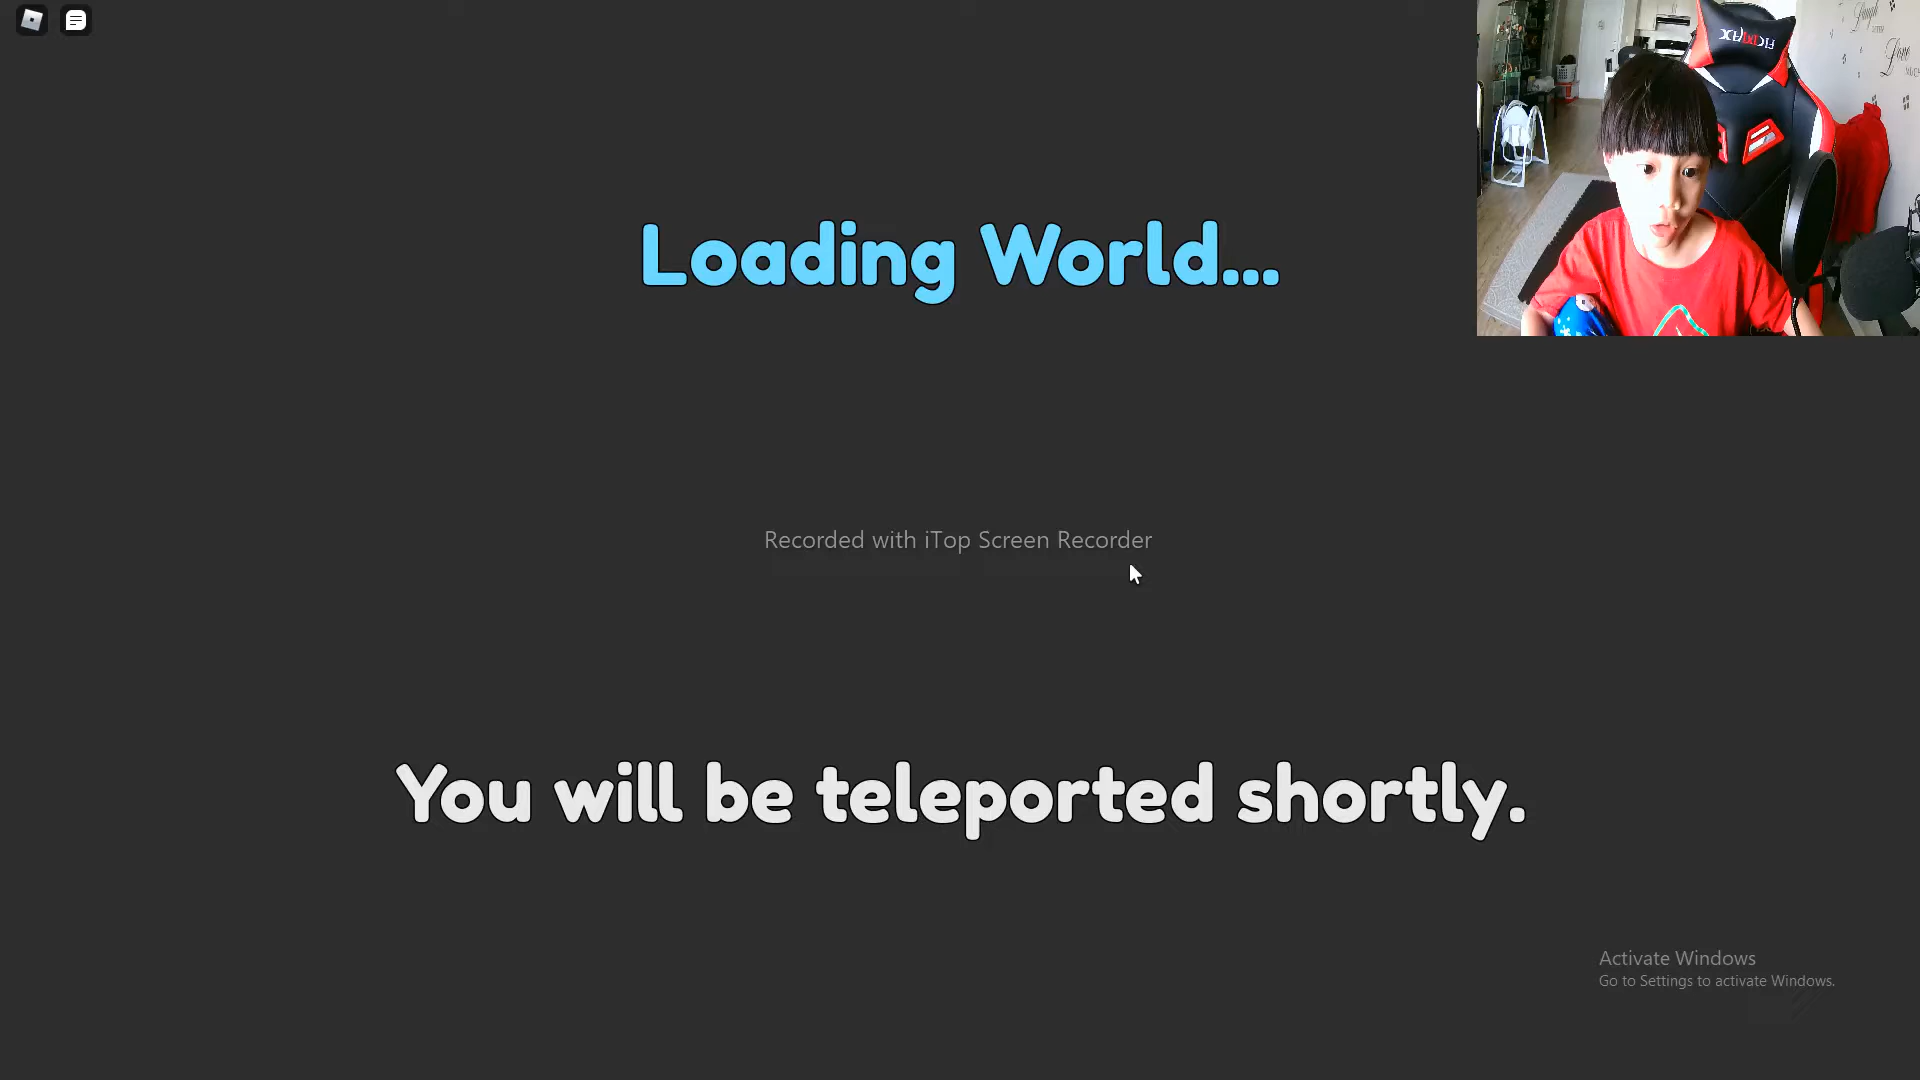 Loading World...
Recorded with iTop Screen Recorder
You will be teleported shortly.
Activate Windows
Go to Settings to activate Windows.